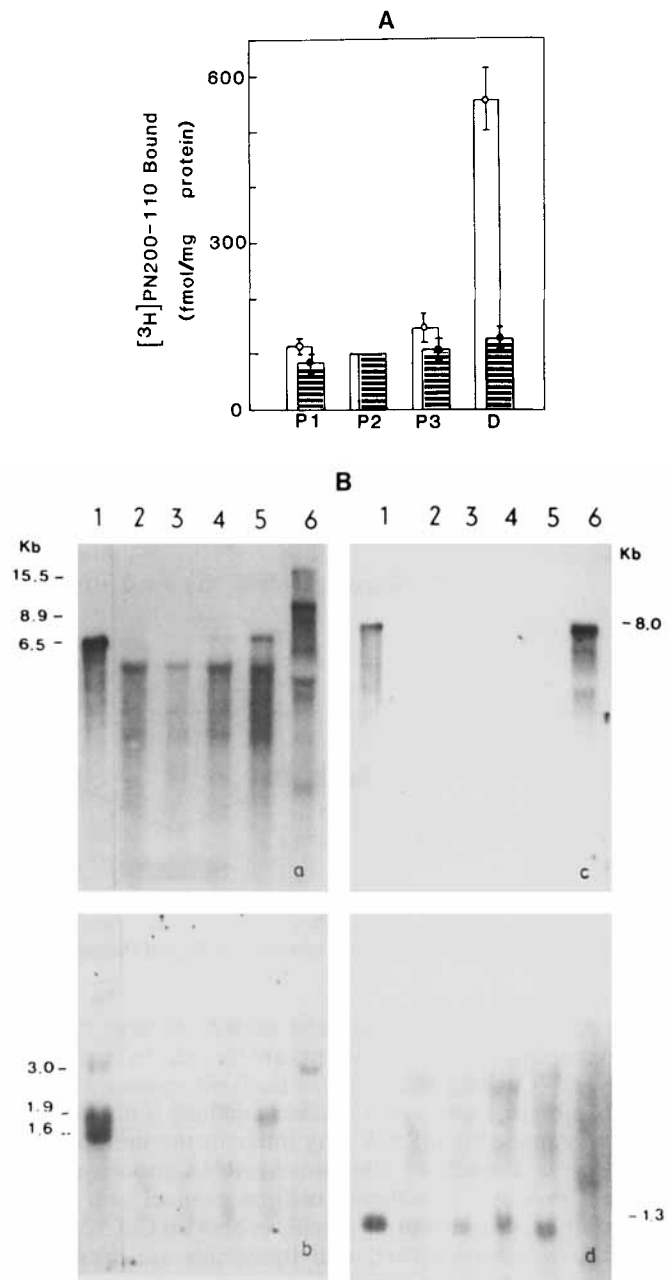 A
[³H]PN200-110 Bound
(fmol/mg protein)
600
300
0
P1 P2 P3 D
B
1 2 3 4 5 6
Kb
15.5 -
8.9 -
6.5 -
a
1 2 3 4 5 6
Kb
-8.0
c
3.0 -
1.9 -
1.6 --
b
- 1.3
d